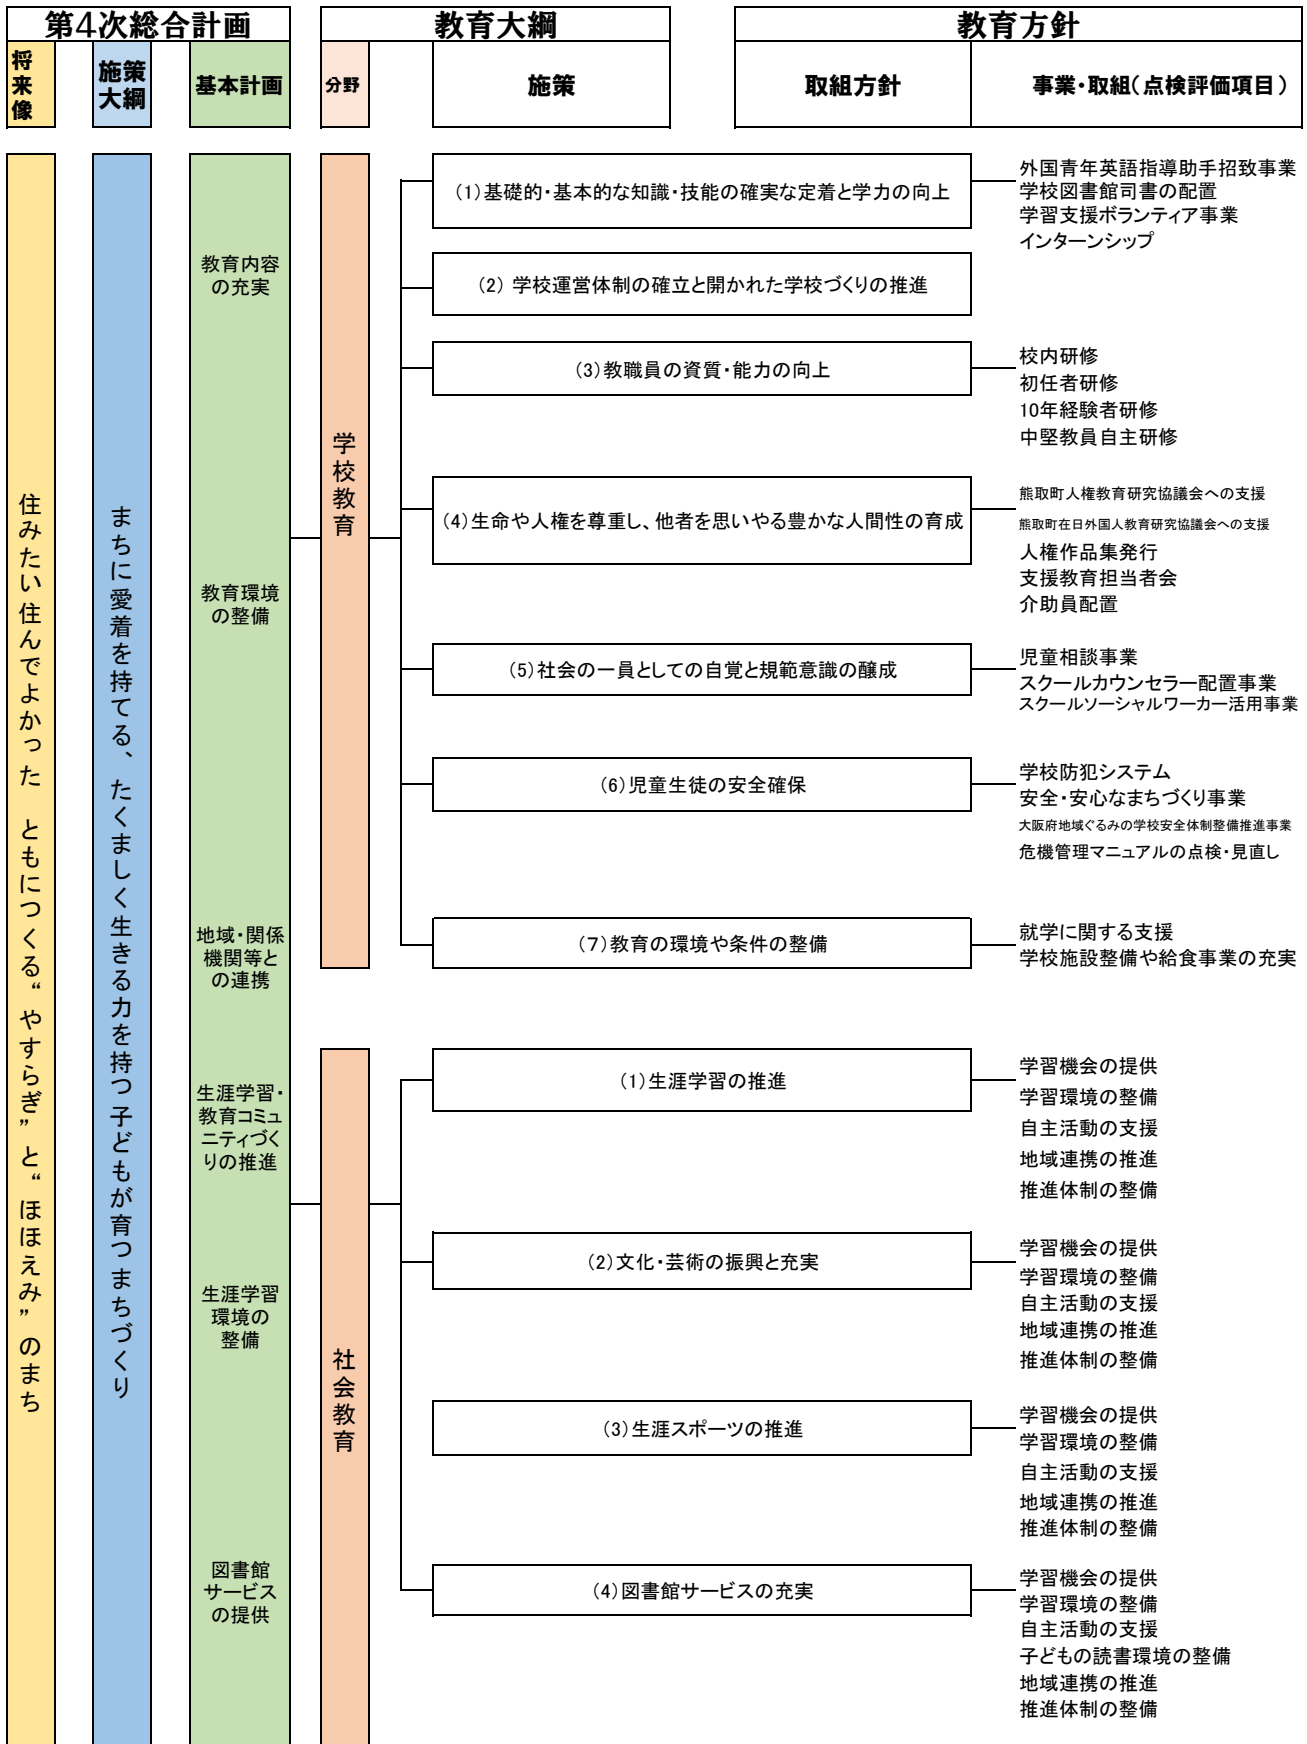 第4次総合計画
教育大綱
教育方針
将来像
施策
大綱
基本計画
分野
施策
取組方針
事業・取組(点検評価項目)
住みたい住んでよかった ともにつくる“やすらぎ”と“ほほえみ”のまち
まちに愛着を持てる、たくましく生きる力を持つ子どもが育つまちづくり
教育内容
の充実
教育環境
の整備
地域・関係
機関等と
の連携
生涯学習・
教育コミュ
ニティづく
りの推進
生涯学習
環境の
整備
図書館
サービス
の提供
学校教育
(1)基礎的・基本的な知識・技能の確実な定着と学力の向上
外国青年英語指導助手招致事業
学校図書館司書の配置
学習支援ボランティア事業
インターンシップ
(2) 学校運営体制の確立と開かれた学校づくりの推進
(3)教職員の資質・能力の向上
校内研修
初任者研修
10年経験者研修
中堅教員自主研修
(4)生命や人権を尊重し、他者を思いやる豊かな人間性の育成
熊取町人権教育研究協議会への支援
熊取町在日外国人教育研究協議会への支援
人権作品集発行
支援教育担当者会
介助員配置
(5)社会の一員としての自覚と規範意識の醸成
児童相談事業
スクールカウンセラー配置事業
スクールソーシャルワーカー活用事業
(6)児童生徒の安全確保
学校防犯システム
安全・安心なまちづくり事業
大阪府地域ぐるみの学校安全体制整備推進事業
危機管理マニュアルの点検・見直し
(7)教育の環境や条件の整備
就学に関する支援
学校施設整備や給食事業の充実
社会教育
(1)生涯学習の推進
学習機会の提供
学習環境の整備
自主活動の支援
地域連携の推進
推進体制の整備
(2)文化・芸術の振興と充実
学習機会の提供
学習環境の整備
自主活動の支援
地域連携の推進
推進体制の整備
(3)生涯スポーツの推進
学習機会の提供
学習環境の整備
自主活動の支援
地域連携の推進
推進体制の整備
(4)図書館サービスの充実
学習機会の提供
学習環境の整備
自主活動の支援
子どもの読書環境の整備
地域連携の推進
推進体制の整備